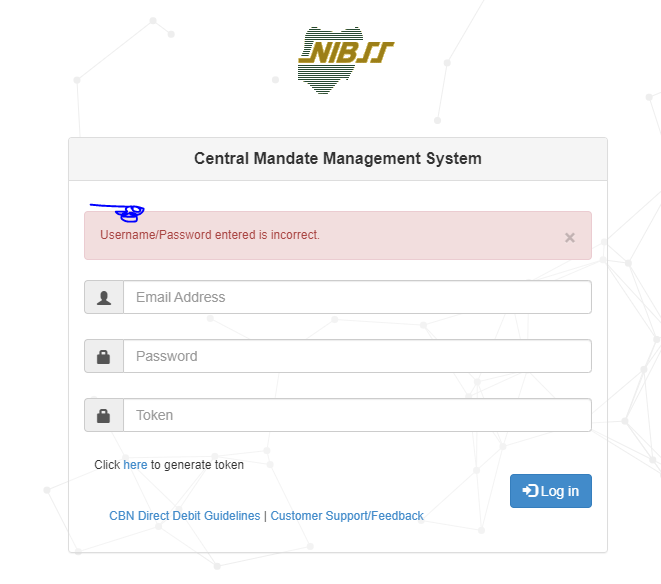 NIBSS
Central Mandate Management System
Username/Password entered is incorrect.
×
Email Address
Password
Token
Click here to generate token
Log in
CBN Direct Debit Guidelines | Customer Support/Feedback